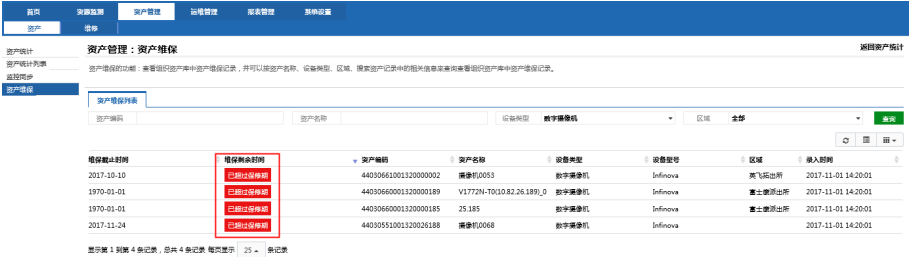 首页 资源监测 资产管理 运维管理 报表管理 系统设置
资产 维修
资产统计
资产统计列表
监控同步
资产维保
资产管理：资产维保 返回资产统计
资产维保的功能：查看组织资产库中资产维保记录，并可以按资产名称、设备类型、区域、搜索资产记录中的相关信息来查询查看组织资产库中资产维保记录。
资产维保列表
资产编码 资产名称 设备类型 数字摄像机 区域 全部 查询
维保截止时间 维保剩余时间 资产编码 资产名称 设备类型 设备型号 区域 录入时间
2017-10-10 已超过保修期 44030661001320000002 摄像机0053 数字摄像机 Infinova 英飞拓出所 2017-11-01 14:20:01
1970-01-01 已超过保修期 44030660001320000189 V1772N-T0(10.82.26.189)_0 数字摄像机 Infinova 富士康派出所 2017-11-01 14:20:01
1970-01-01 已超过保修期 44030660001320000185 25.185 数字摄像机 Infinova 富士康派出所 2017-11-01 14:20:01
2017-11-24 已超过保修期 44030551001320026188 摄像机0068 数字摄像机 Infinova 2017-11-01 14:20:01
显示第 1 到第 4 条记录，总共 4 条记录 每页显示 25 条记录